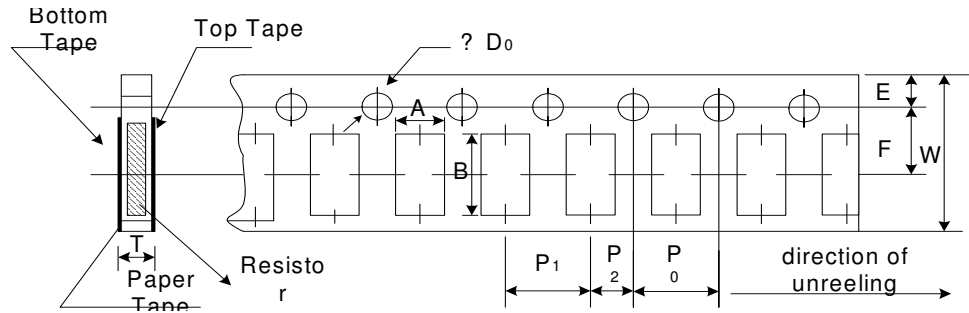 Bottom
Tape
Top Tape
? D0
A
B
E
F
W
T
Paper
Tape
Resisto
r
P1
P
2
P
0
direction of
unreeling